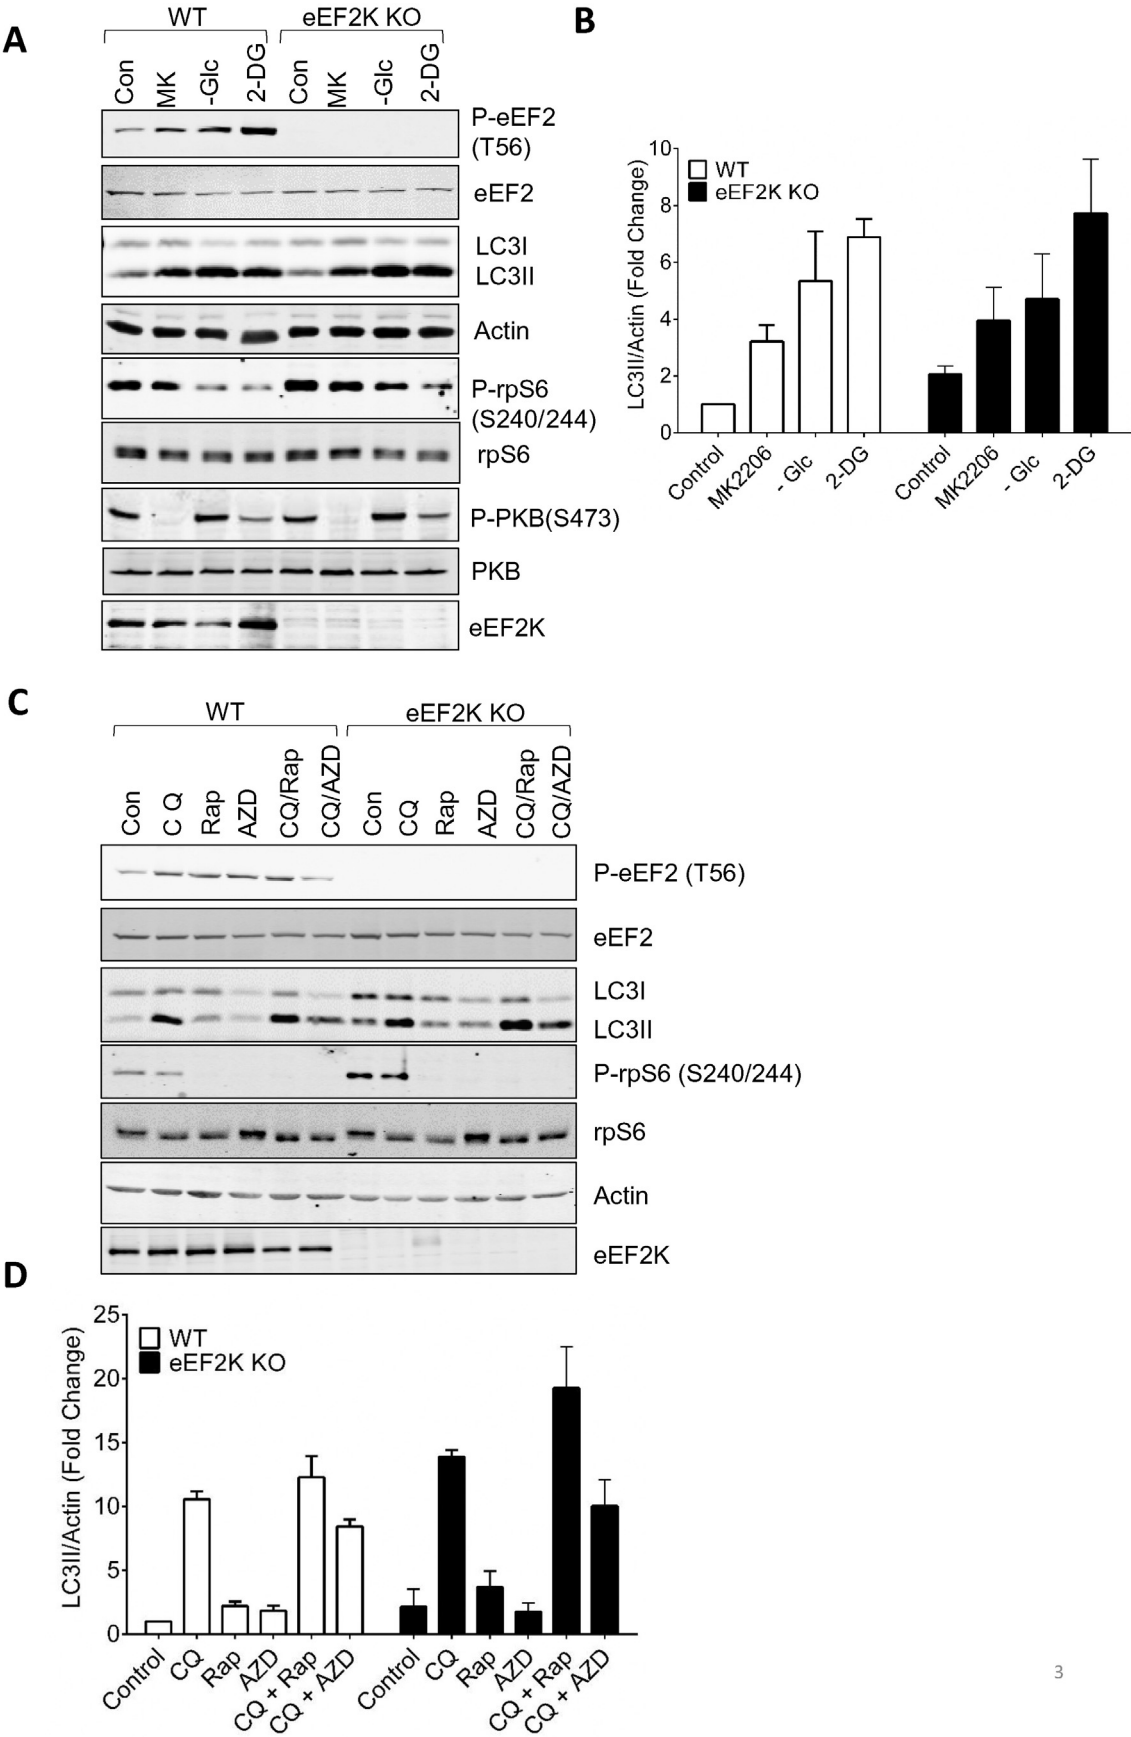 A
WT
eEF2K KO
Con
MK
-Glc
2-DG
Con
MK
-Glc
2-DG
P-eEF2
(T56)
eEF2
LC3I
LC3II
Actin
P-rpS6
(S240/244)
rpS6
P-PKB(S473)
PKB
eEF2K
B
LC3II/Actin (Fold Change)
10
8
6
4
2
0
WT
eEF2K KO
Control
MK2206
- Glc
2-DG
Control
MK2206
- Glc
2-DG
C
WT
eEF2K KO
Con
C Q
Rap
AZD
CQ/Rap
CQ/AZD
Con
CQ
Rap
AZD
CQ/Rap
CQ/AZD
P-eEF2 (T56)
eEF2
LC3I
LC3II
P-rpS6 (S240/244)
rpS6
Actin
eEF2K
D
LC3II/Actin (Fold Change)
25
20
15
10
5
0
WT
eEF2K KO
Control
CQ
Rap
AZD
CQ + Rap
CQ + AZD
Control
CQ
Rap
AZD
CQ + Rap
CQ + AZD
3